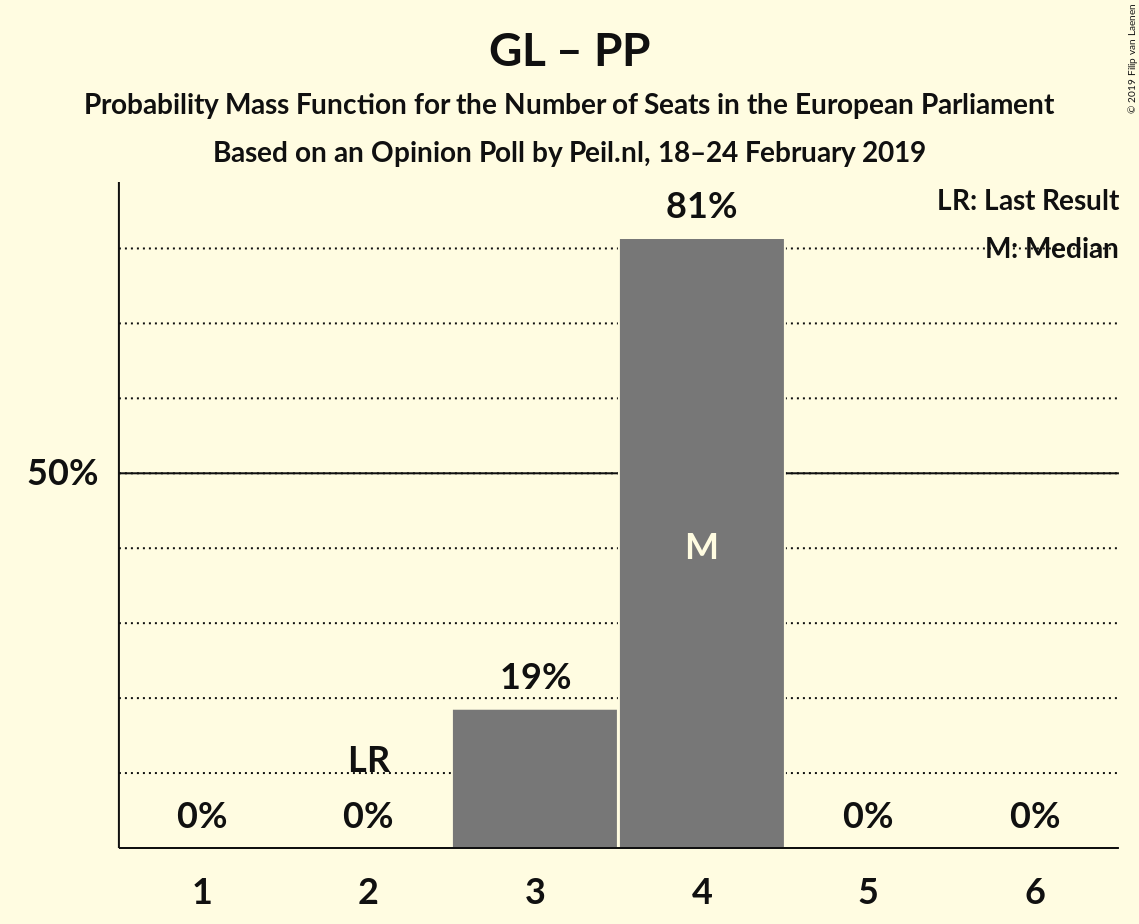 GL – PP
Probability Mass Function for the Number of Seats in the European Parliament
Based on an Opinion Poll by Peil.nl, 18–24 February 2019
© 2019 Filip van Laenen
LR: Last Result
M: Median
81%
50%
M
19%
LR
0%
0%
0%
0%
1
2
3
4
5
6